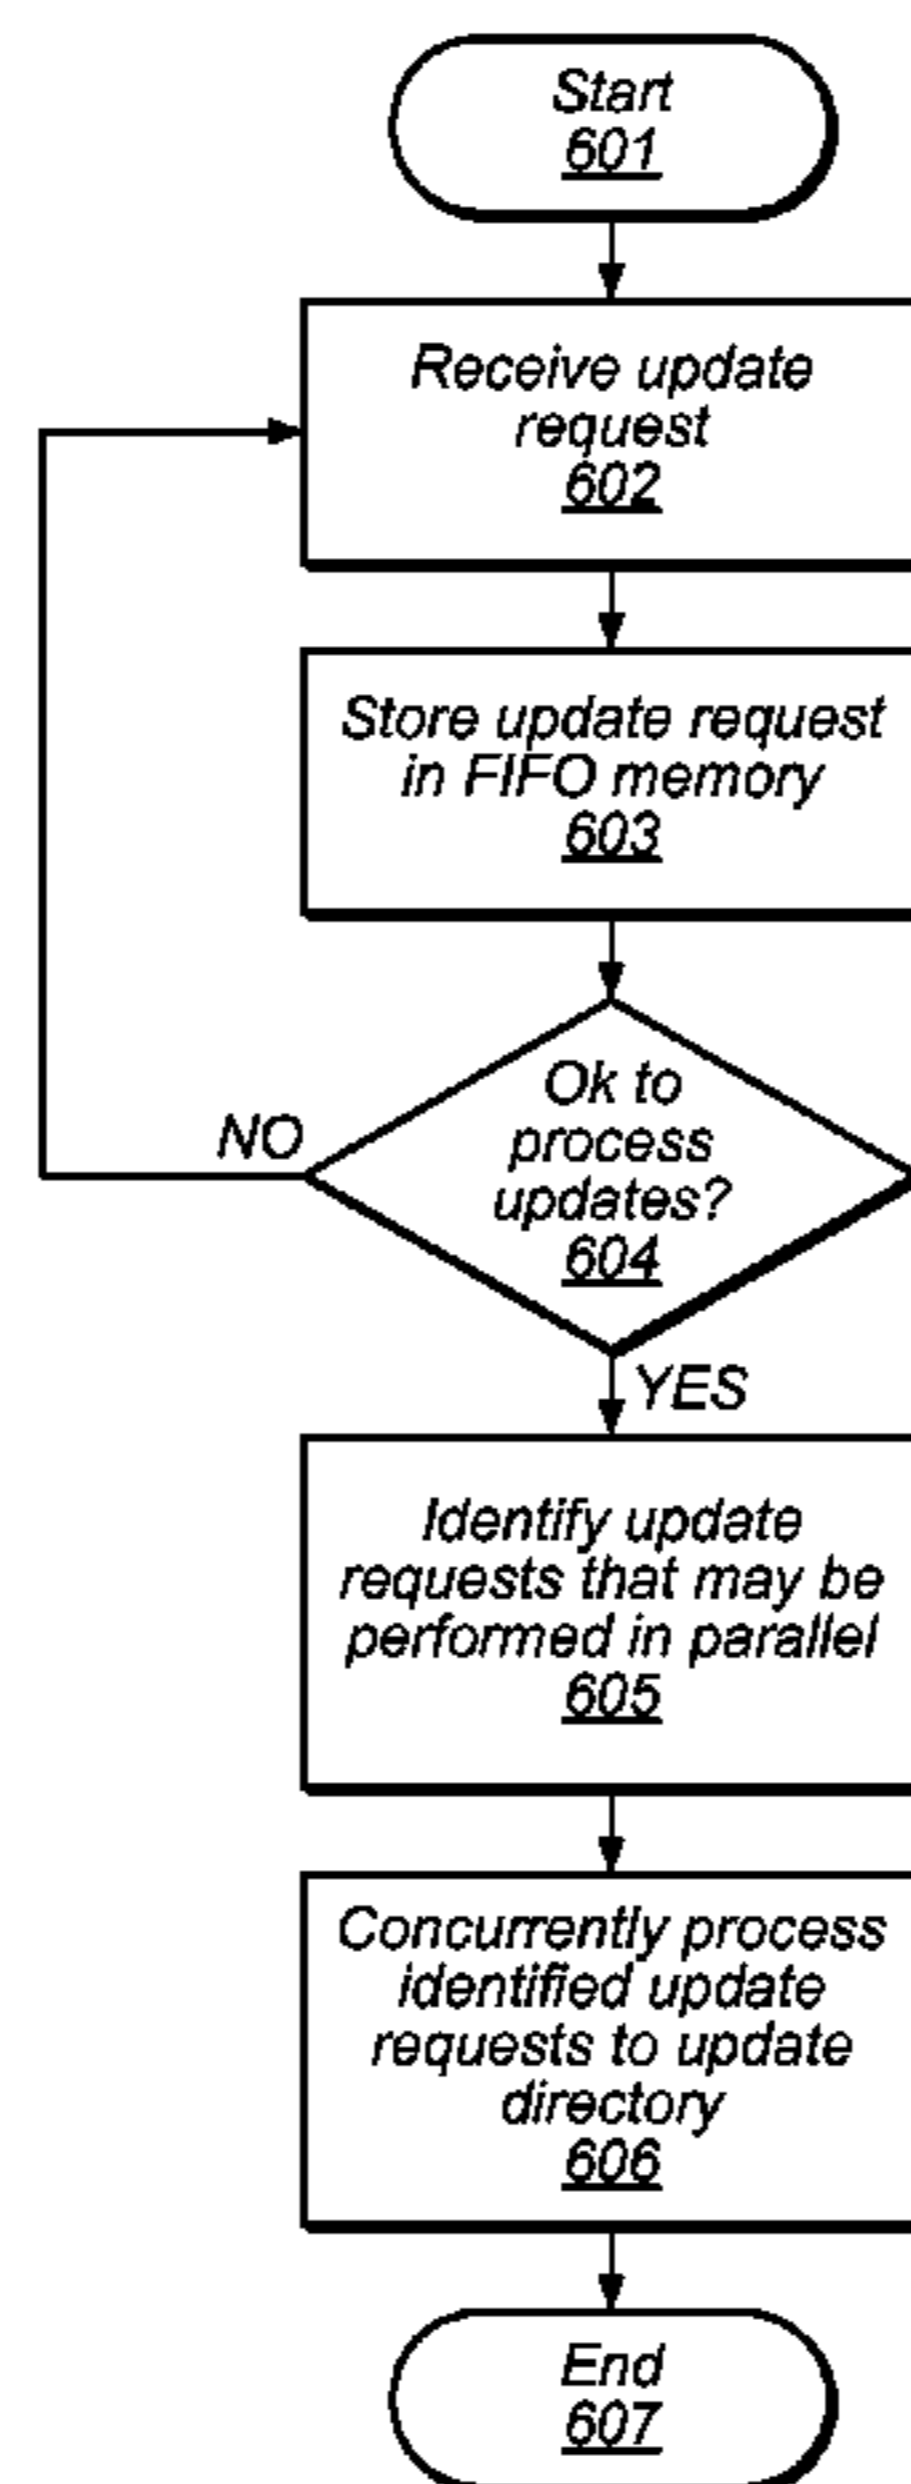 Start
601
Receive update
request
602
Store update request
in FIFO memory
603
Ok to
process
updates?
604
NO
YES
Identify update
requests that may be
performed in parallel
605
Concurrently process
identified update
requests to update
directory
606
End
607